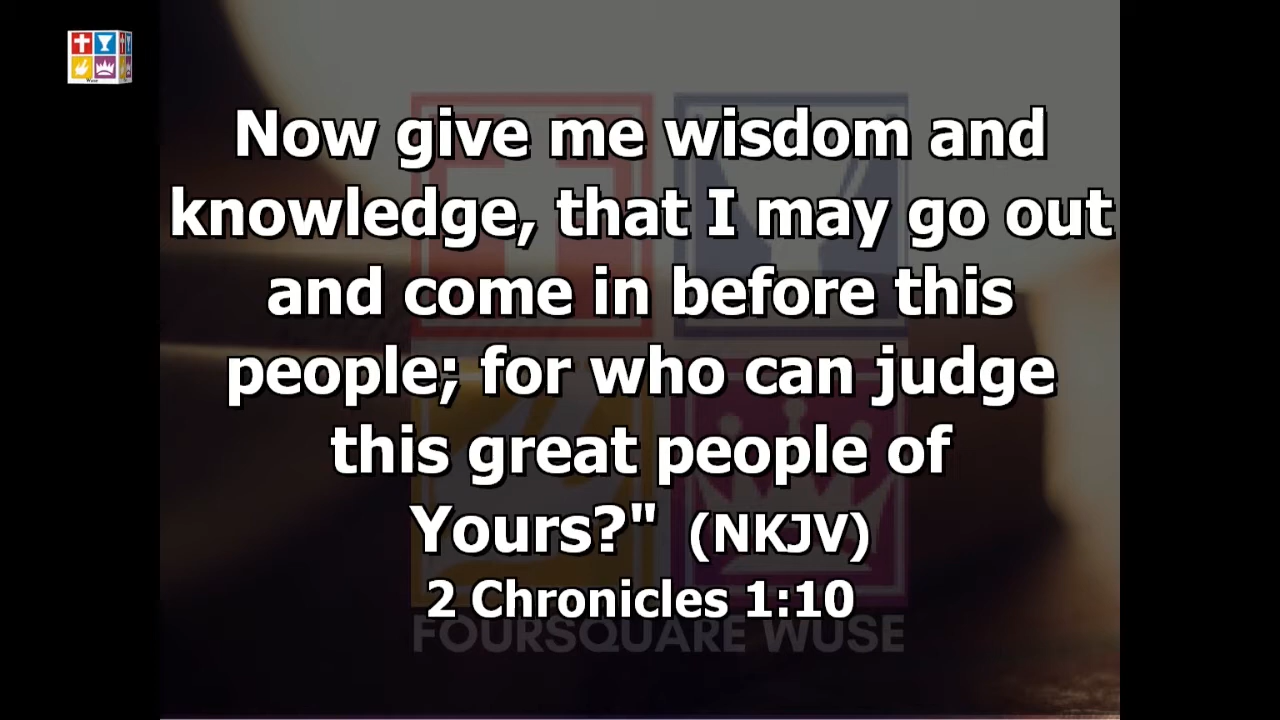 Now give me wisdom and
knowledge, that I may go out
and come in before this
people; for who can judge
this great people of
Yours?" (NKJV)
2 Chronicles 1:10
FOURSQUARE WUSE
Wuse